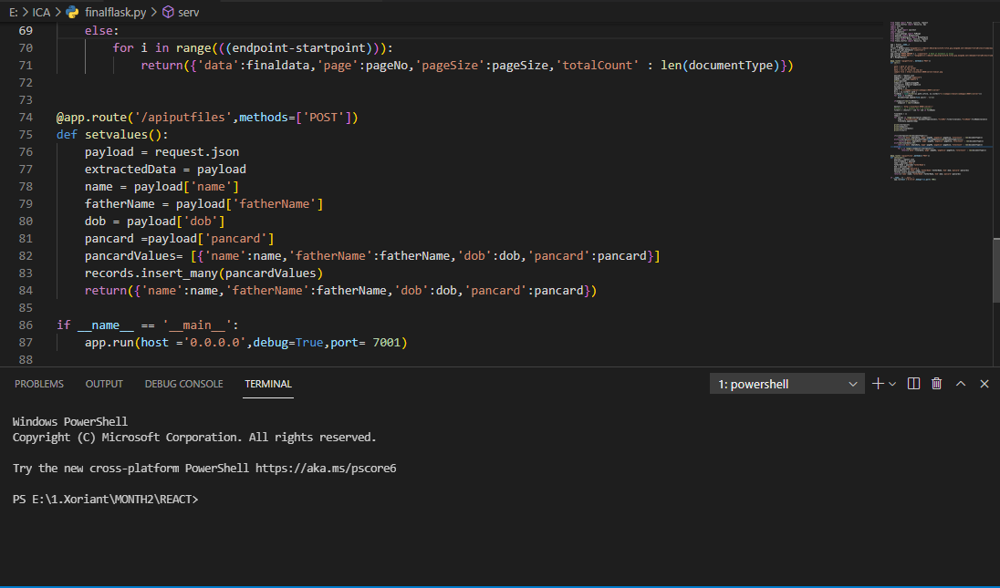 E: > ICA > finalflask.py > serv
69 else:
70 for i in range(((endpoint-startpoint))):
71 return({'data':finaldata,'page':pageNo,'pageSize':pageSize,'totalCount' : len(documentType)})
72
73
74 @app.route('/apiputfiles',methods=['POST'])
75 def setvalues():
76 payload = request.json
77 extractedData = payload
78 name = payload['name']
79 fatherName = payload['fatherName']
80 dob = payload['dob']
81 pancard =payload['pancard']
82 pancardValues= [{'name':name,'fatherName':fatherName,'dob':dob,'pancard':pancard}]
83 records.insert_many(pancardValues)
84 return({'name':name,'fatherName':fatherName,'dob':dob,'pancard':pancard})
85
86 if __name__ == '__main__':
87 app.run(host ='0.0.0.0',debug=True,port= 7001)
88
PROBLEMS OUTPUT DEBUG CONSOLE TERMINAL 1: powershell
Windows PowerShell
Copyright (C) Microsoft Corporation. All rights reserved.
Try the new cross-platform PowerShell https://aka.ms/pscore6
PS E:\1.Xoriant\MONTH2\REACT>